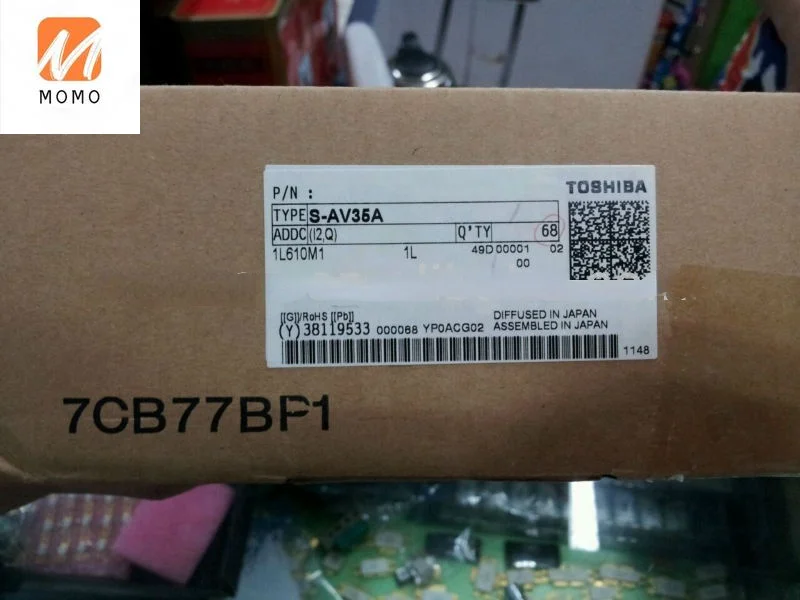 MOMO
P/N :
TOSHIBA
TYPE S-AV35A
ADDC (I2,Q) Q'TY 68
1L610M1 1L 49D 00001 02
00
[[G]]/RoHS [[Pb]] DIFFUSED IN JAPAN
(Y)38119533 000068 YP0ACG02 ASSEMBLED IN JAPAN
1148
7CB77BF1